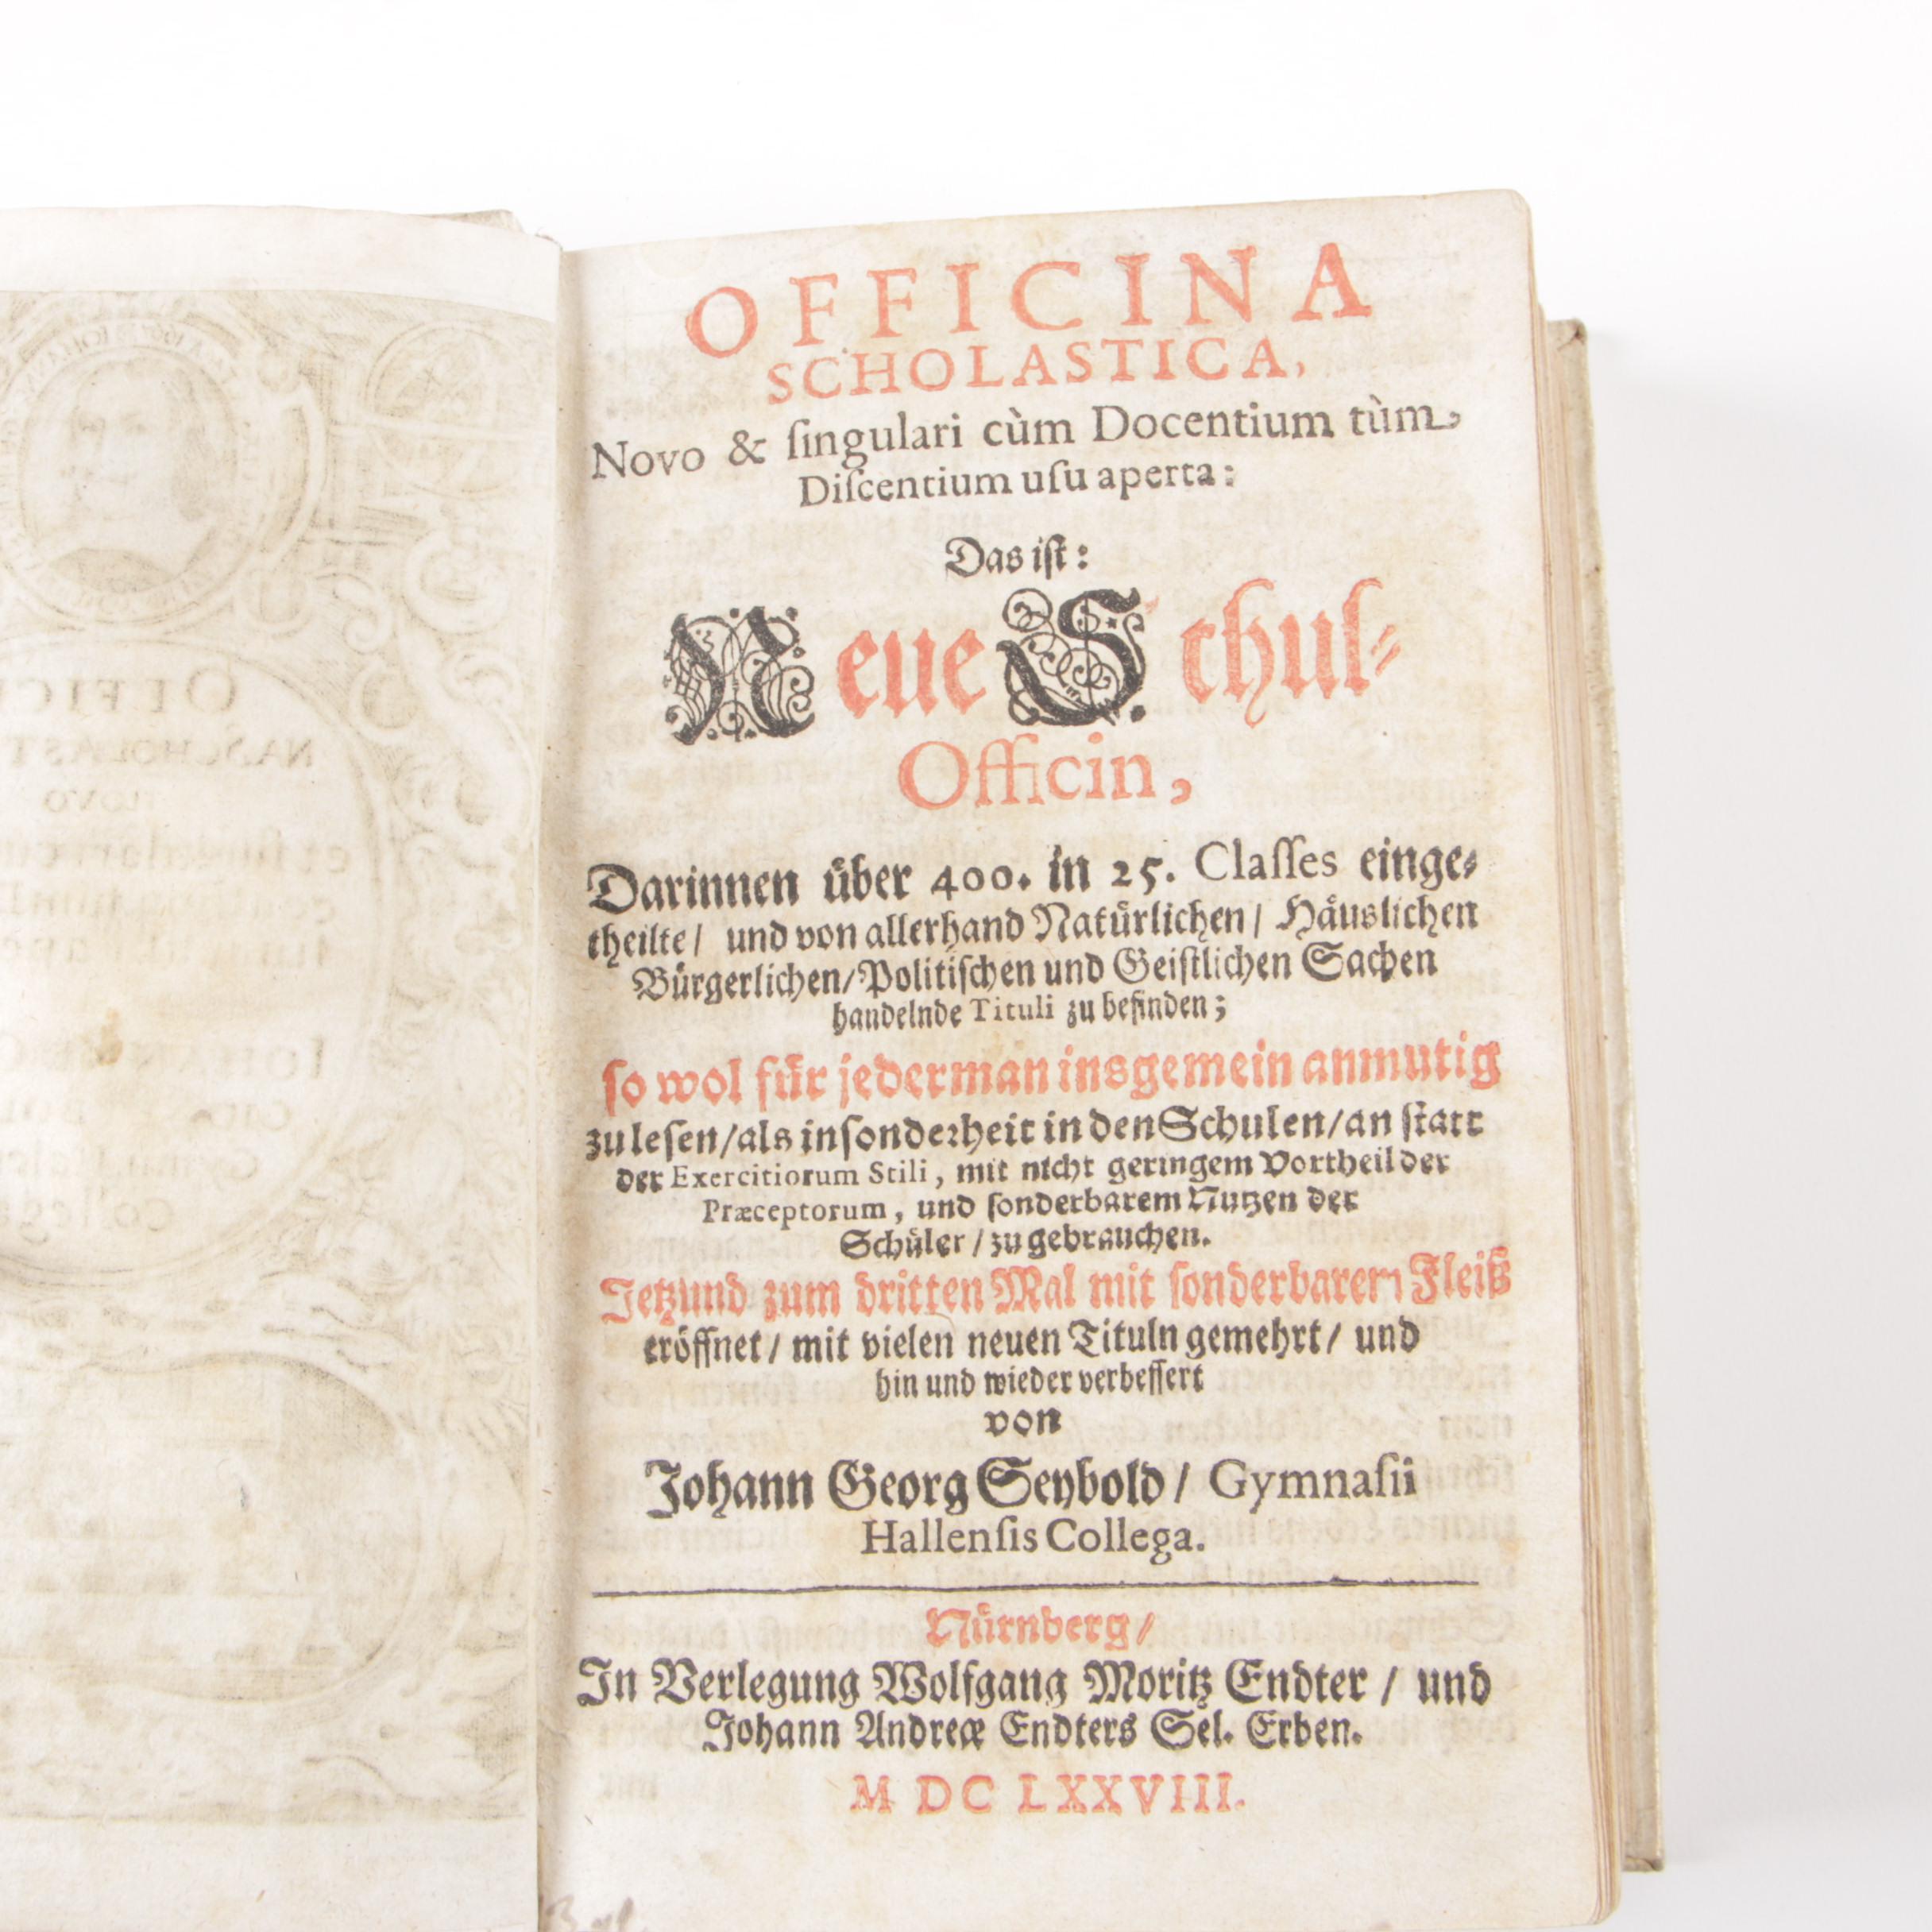 OFFICINA
SCHOLASTICA,
Novo & ſingulari cùm Docentium tùm
Diſcentium uſu aperta:
Das iſt:
Neue Schul⸗
Officin,
Darinnen über 400. in 25. Claſſes einge⸗
theilte/ und von allerhand Natürlichen/ Häuslichen
Bürgerlichen/ Politiſchen und Geiſtlichen Sachen
handelnde Tituli zu befinden;
ſo wol für jederman insgemein anmutig
zu leſen/ als inſonderheit in den Schulen/ an ſtatt
der Exercitiorum Stili, mit nicht geringem Vortheil der
Præceptorum, und ſonderbarem Nutzen der
Schüler/ zu gebrauchen.
Jetzund zum dritten Mal mit ſonderbarem Fleiß
eröffnet/ mit vielen neuen Tituln gemehrt/ und
hin und wieder verbeſſert
von
Johann Georg Seybold/ Gymnaſii
Hallenſis Collega.
Nürnberg/
In Verlegung Wolfgang Moritz Endter/ und
Johann Andreæ Endters Sel. Erben.
M DC LXXVIII.